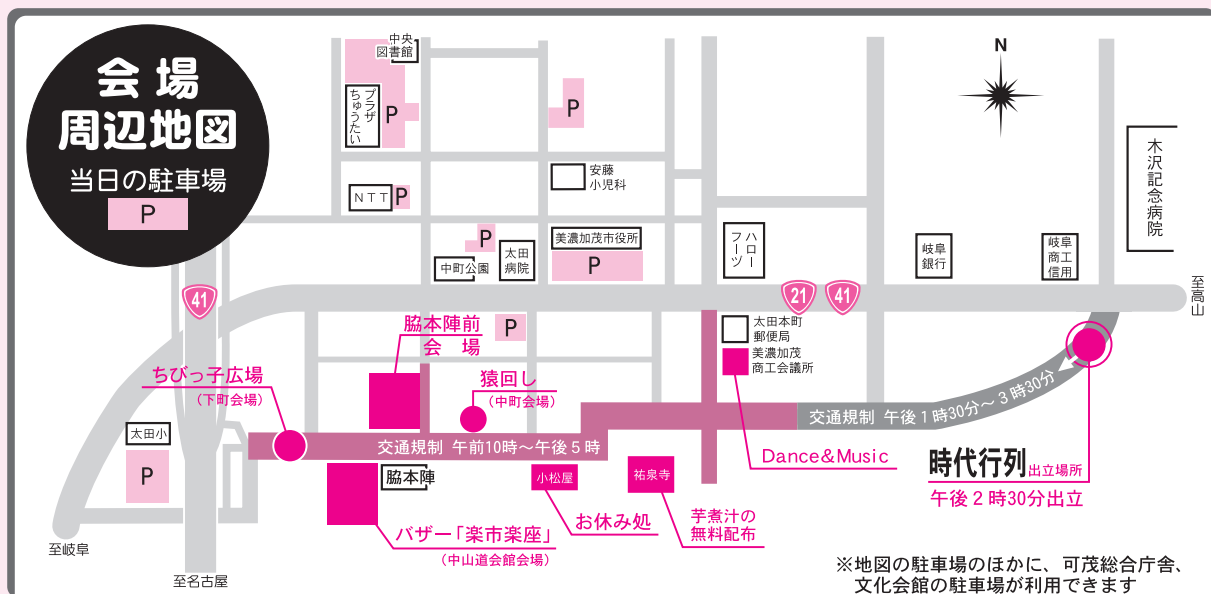 会場
周辺地図
当日の駐車場
P
中央
図書館
プラザ
ちゅうたい
P
P
N
木沢記念病院
安藤
小児科
NTT
P
P
美濃加茂市役所
P
中町公園
太田
病院
ハロー
フーヅ
岐阜
銀行
岐阜
商工
信用
至高山
41
21
41
脇本陣前
会場
P
太田本町
郵便局
美濃加茂
商工会議所
ちびっ子広場
(下町会場)
猿回し
(中町会場)
交通規制 午後1時30分～3時30分
交通規制 午前10時～午後5時
太田小
P
Dance&Music
時代行列出立場所
午後2時30分出立
脇本陣
小松屋
祐泉寺
お休み処
芋煮汁の
無料配布
バザー「楽市楽座」
(中山道会館会場)
至岐阜
至名古屋
※地図の駐車場のほかに、可茂総合庁舎、
文化会館の駐車場が利用できます